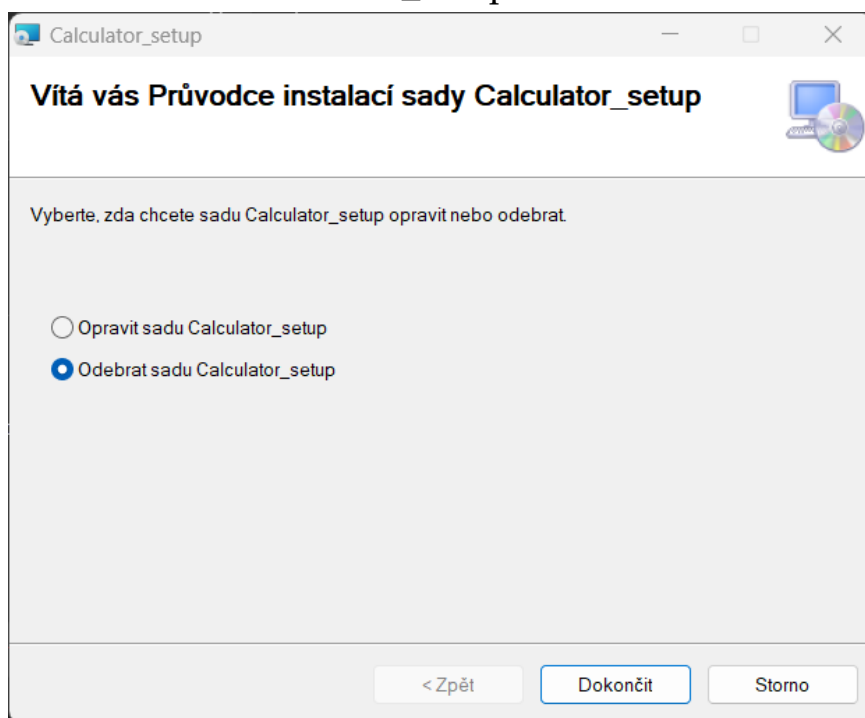 Calculator_setup
Vítá vás Průvodce instalací sady Calculator_setup
Vyberte, zda chcete sadu Calculator_setup opravit nebo odebrat.
Opravit sadu Calculator_setup
Odebrat sadu Calculator_setup
< Zpět
Dokončit
Storno